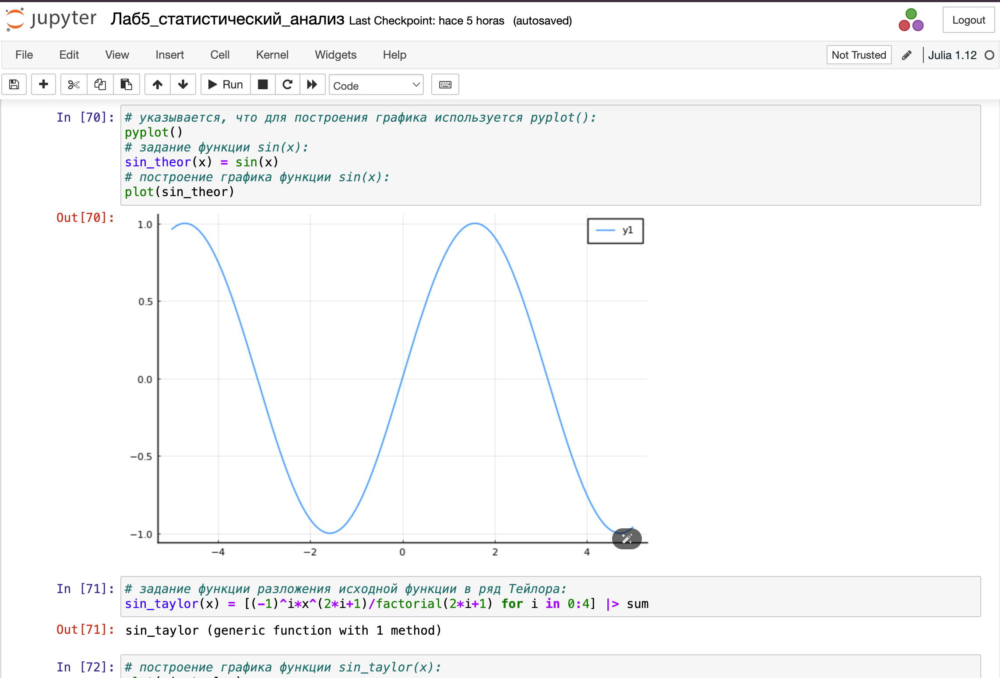 jupyter Лаб5_статистический_анализ Last Checkpoint: hace 5 horas (autosaved)
Logout
File Edit View Insert Cell Kernel Widgets Help
Not Trusted
Julia 1.12
Run
Code
In [70]:
# указывается, что для построения графика используется pyplot():
pyplot()
# задание функции sin(x):
sin_theor(x) = sin(x)
# построение графика функции sin(x):
plot(sin_theor)
Out[70]:
y1
1.0
0.5
0.0
−0.5
−1.0
−4 −2 0 2 4
In [71]:
# задание функции разложения исходной функции в ряд Тейлора:
sin_taylor(x) = [(-1)^i*x^(2*i+1)/factorial(2*i+1) for i in 0:4] |> sum
Out[71]: sin_taylor (generic function with 1 method)
In [72]:
# построение графика функции sin_taylor(x):